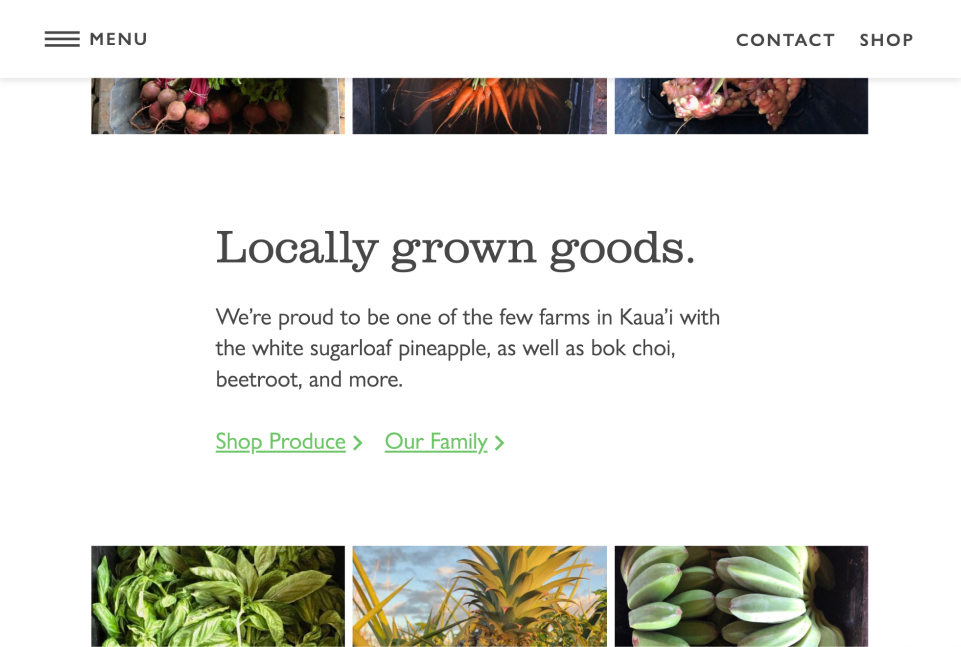 MENU
CONTACT SHOP
Locally grown goods.
We’re proud to be one of the few farms in Kaua’i with
the white sugarloaf pineapple, as well as bok choi,
beetroot, and more.
Shop Produce Our Family